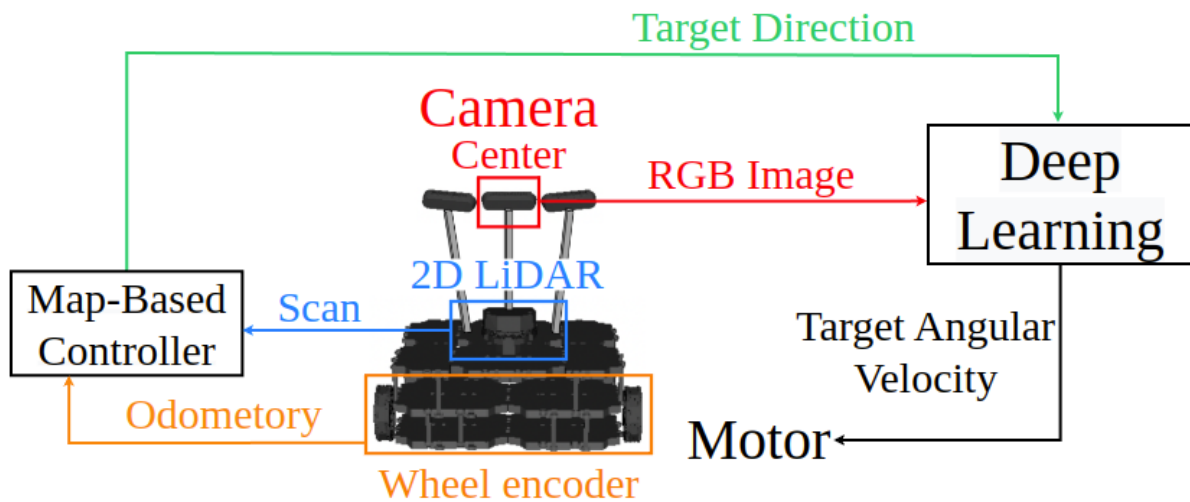 Target Direction
Camera
Center
RGB Image
Deep
Learning
2D LiDAR
Map-Based
Controller
Scan
Target Angular
Velocity
Odometory
Motor
Wheel encoder